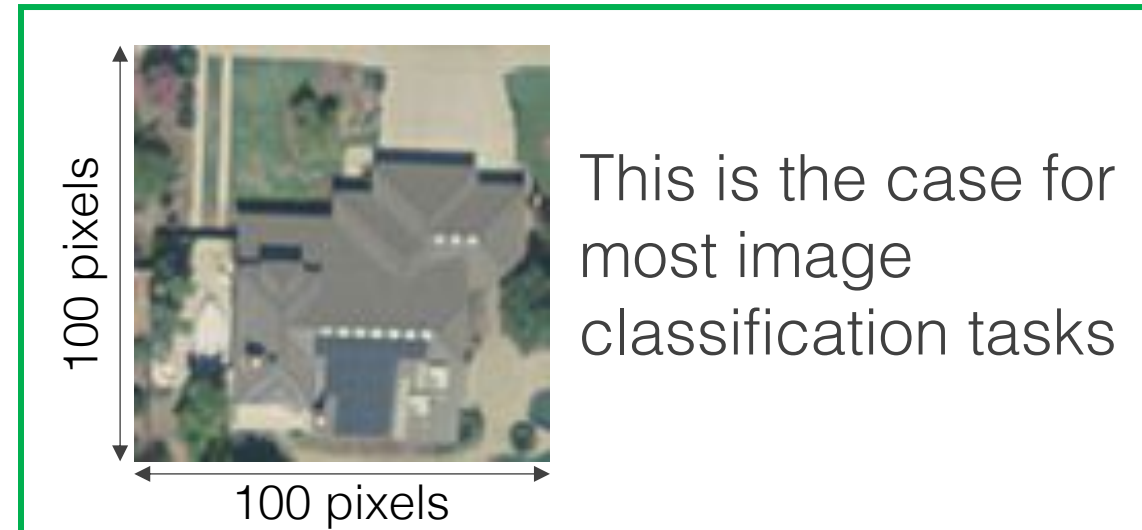 100 pixels
This is the case for
most image
classification tasks
100 pixels